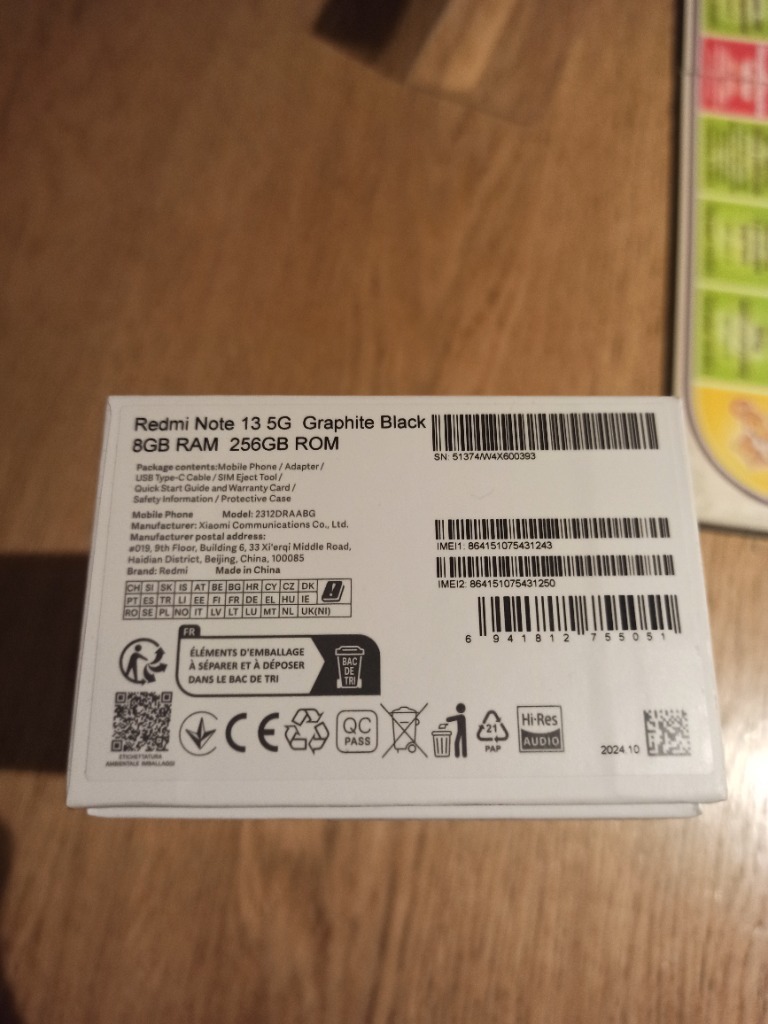 Redmi Note 13 5G Graphite Black
8GB RAM 256GB ROM
Package contents:Mobile Phone / Adapter /
USB Type-C Cable / SIM Eject Tool /
Quick Start Guide and Warranty Card /
Safety Information / Protective Case
Mobile Phone Model: 2312DRAABG
Manufacturer: Xiaomi Communications Co., Ltd.
Manufacturer postal address:
#019, 9th Floor, Building 6, 33 Xi'erqi Middle Road,
Haidian District, Beijing, China, 100085
Brand: Redmi Made in China
CH SI SK IS AT BE BG HR CY CZ DK
PT ES TR LI EE FI FR DE EL HU IE
RO SE PL NO IT LV LT LU MT NL UK(NI)
SN: 51374/W4X600393
IMEI1: 864151075431243
IMEI2: 864151075431250
6 941812 755051
FR
ÉLÉMENTS D'EMBALLAGE
À SÉPARER ET À DÉPOSER
DANS LE BAC DE TRI
BAC
DE
TRI
ETICHETTATURA
AMBIENTALE IMBALLAGGI
CE
QC
PASS
21
PAP
Hi-Res
AUDIO
2024.10